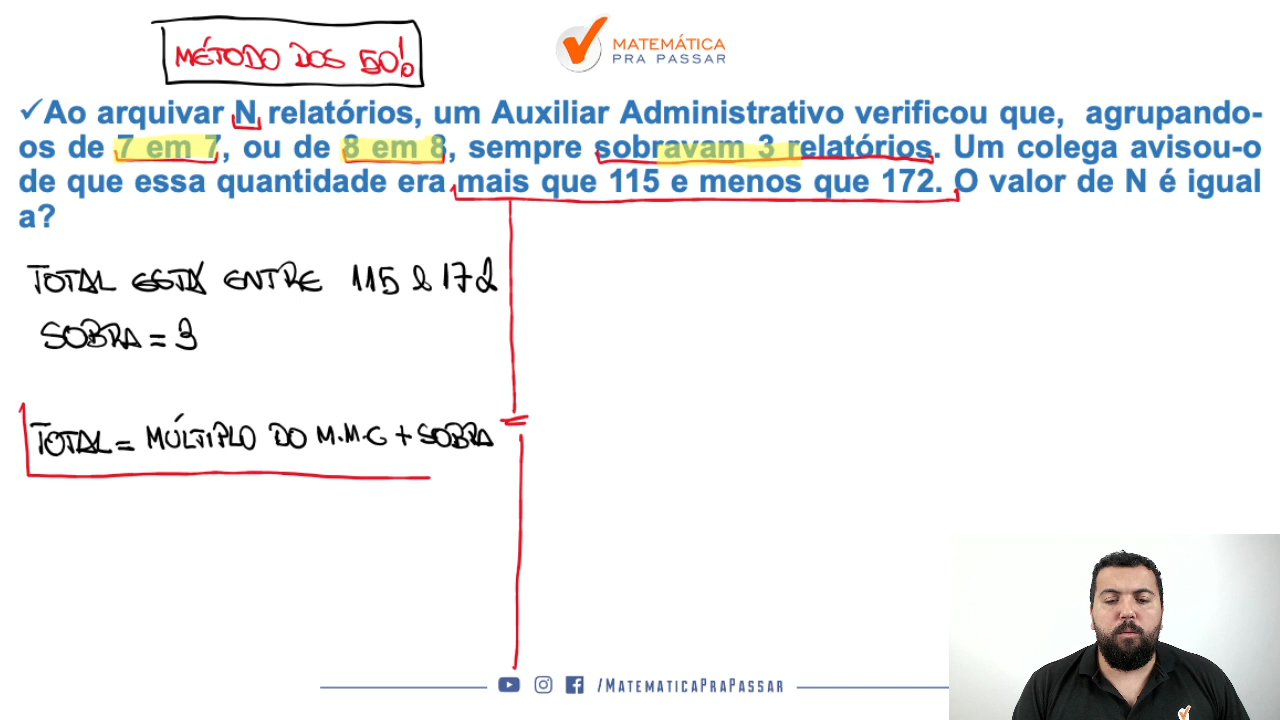 MÉTODO DOS 50!
MATEMÁTICA
PRA PASSAR
✓Ao arquivar N relatórios, um Auxiliar Administrativo verificou que, agrupando-
os de 7 em 7, ou de 8 em 8, sempre sobravam 3 relatórios. Um colega avisou-o
de que essa quantidade era mais que 115 e menos que 172. O valor de N é igual
a?
TOTAL ESTÁ ENTRE 115 & 172
SOBRA = 3
TOTAL = MÚLTIPLO DO M.M.C + SOBRA
/MATEMATICAPRAPASSAR